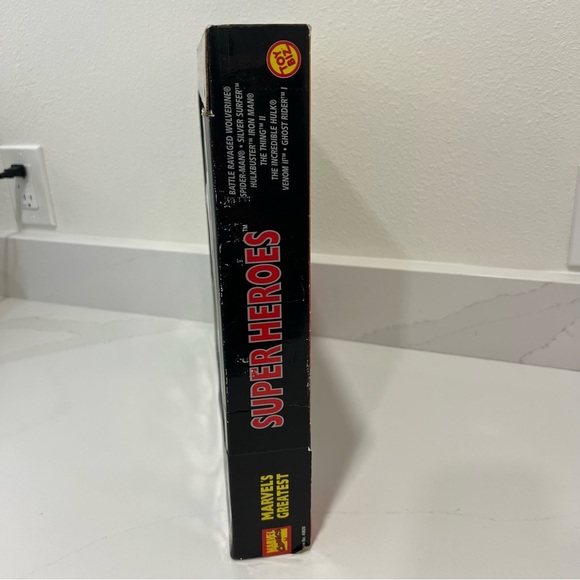 MARVEL
COMICS
MARVEL'S
GREATEST
SUPER HEROES™
BATTLE RAVAGED WOLVERINE®
SPIDER-MAN® • SILVER SURFER™
HULKBUSTER™ IRON MAN®
THE THING™ II
THE INCREDIBLE HULK®
VENOM II™ • GHOST RIDER™ I
TOY
BIZ